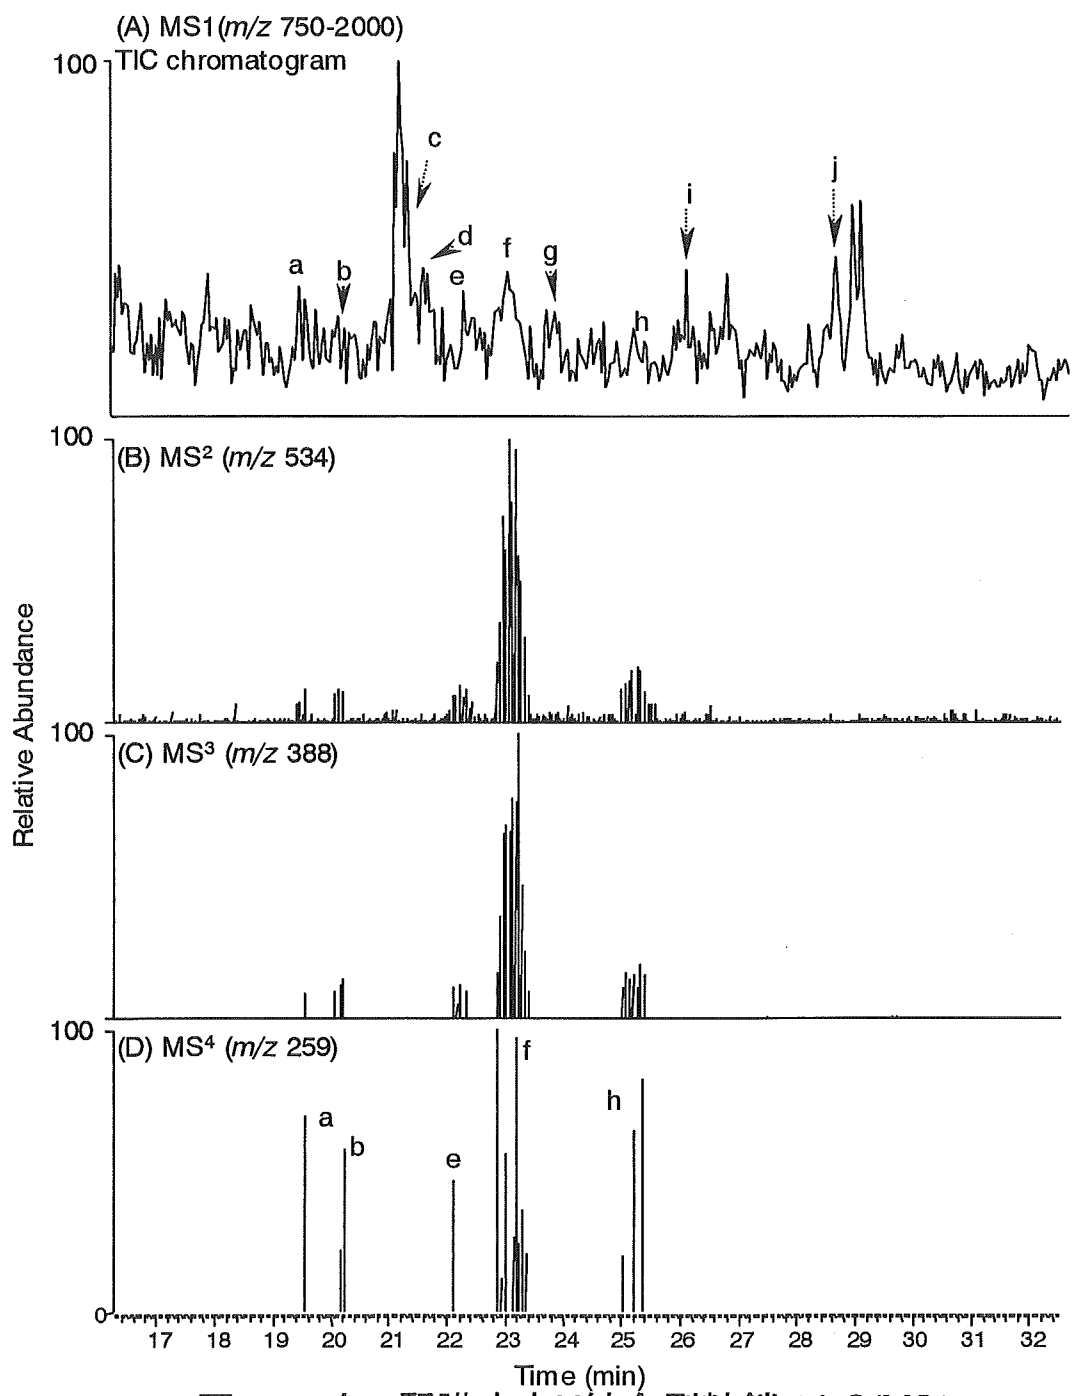 (A) MS1(m/z 750-2000)
100 TIC chromatogram
c
j
i
d
f
g
a
b
e
h
100
(B) MS² (m/z 534)
Relative Abundance
100
(C) MS³ (m/z 388)
100
(D) MS⁴ (m/z 259)
f
h
a
b
e
0
17 18 19 20 21 22 23 24 25 26 27 28 29 30 31 32
Time (min)